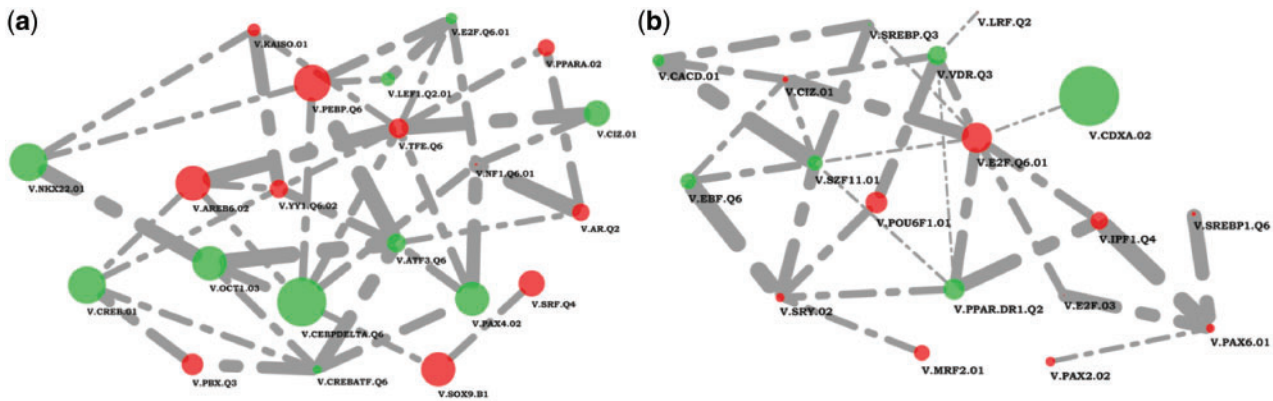 (a)
V.KAISO.01
V.E2F.Q6.01
V.PPARA.02
V.LEF1.Q2.01
V.PEBP.Q6
V.CIZ.01
V.TFE.Q6
V.NF1.Q6.01
V.NKX22.01
V.AREB6.02
V.YY1.Q6.02
V.AR.Q2
V.ATF3.Q6
V.OCT1.03
V.SRF.Q4
V.CREB.01
V.CEBPDELTA.Q6
V.PAX4.02
V.PBX.Q3
V.CREBATF.Q6
V.SOX9.B1
(b)
V.LRF.Q2
V.SREBP.Q3
V.CACD.01
V.VDR.Q3
V.CIZ.01
V.CDXA.02
V.E2F.Q6.01
V.SZF11.01
V.EBF.Q6
V.POU6F1.01
V.SREBP1.Q6
V.IPF1.Q4
V.SRY.02
V.PPAR.DR1.Q2
V.E2F.03
V.PAX6.01
V.MRF2.01
V.PAX2.02